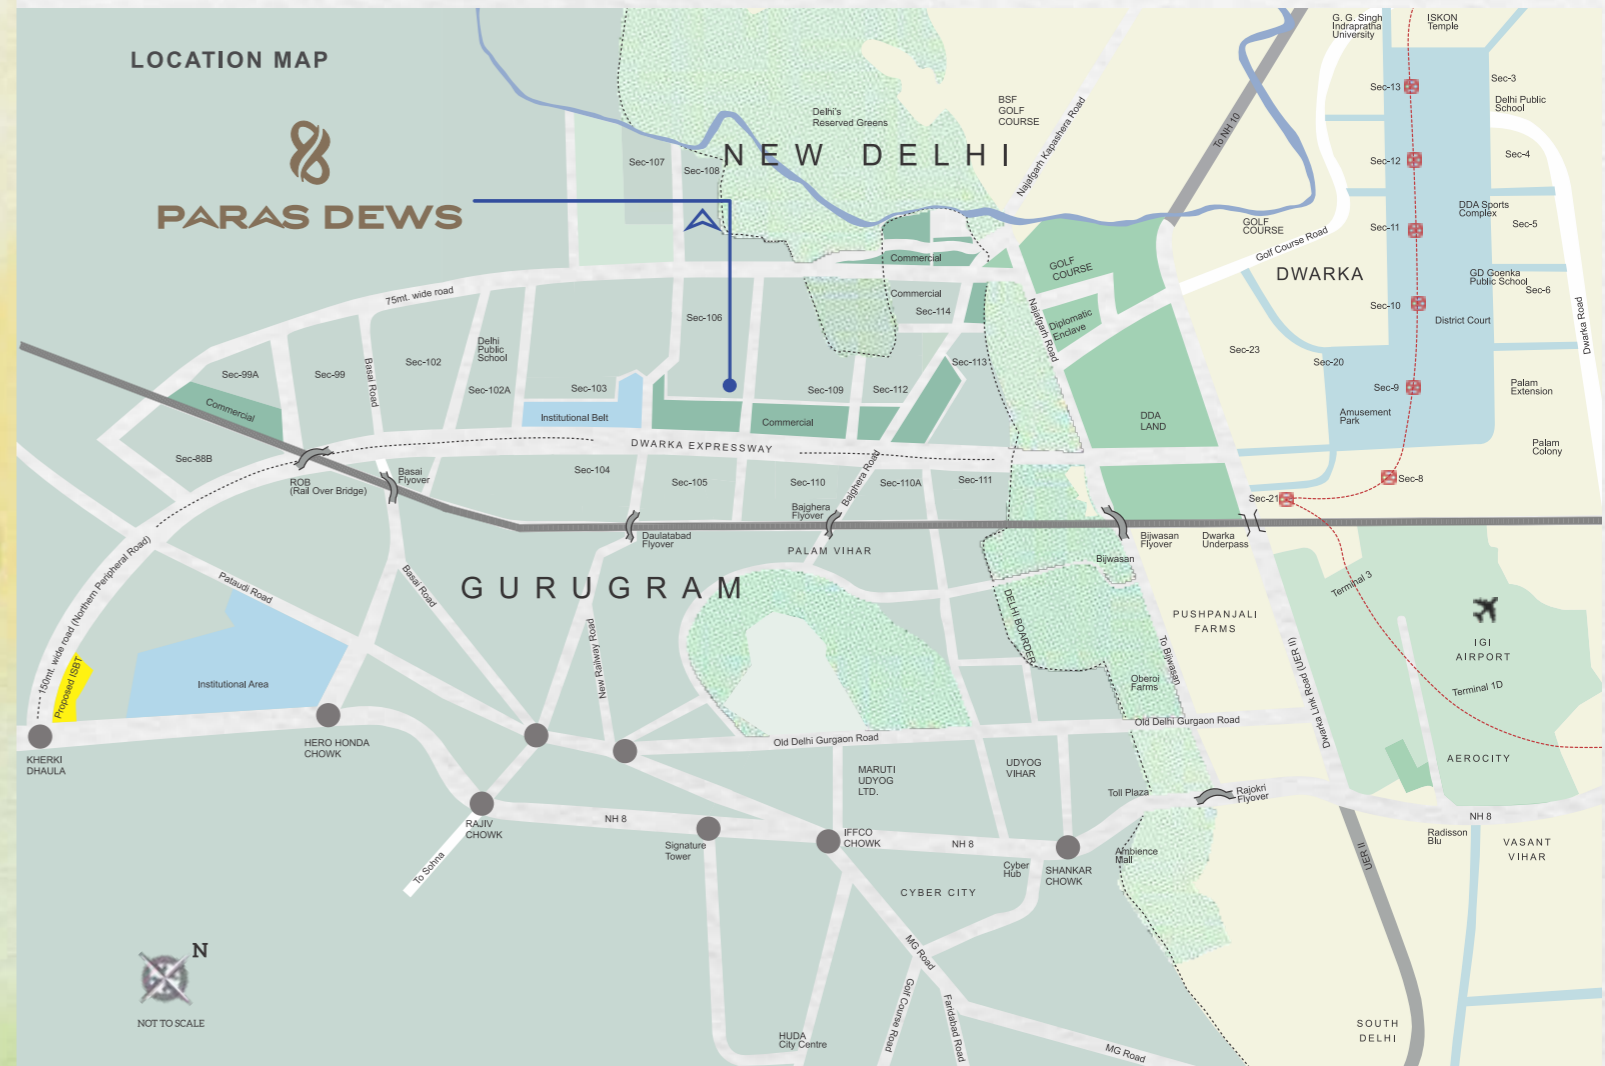 LOCATION MAP
PARAS DEWS
NEW DELHI
Delhi's
Reserved Greens
BSF
GOLF
COURSE
Najafgarh Kapashera Road
To NH 10
G. G. Singh
Indrapratha
University
ISKON
Temple
Sec-13
Sec-3
Delhi Public
School
Sec-12
Sec-4
DDA Sports
Complex
Sec-11
Sec-5
GOLF
COURSE
Golf Course Road
DWARKA
GD Goenka
Public School
Sec-6
Sec-10
District Court
Dwarka Road
Sec-23
Sec-20
Sec-9
Palam
Extension
Amusement
Park
Palam
Colony
Sec-8
Sec-21
Sec-107
Sec-108
Commercial
GOLF
COURSE
75mt. wide road
Commercial
Sec-114
Sec-106
Najafgarh Road
Diplomatic
Enclave
Delhi
Public
School
Sec-99A
Sec-99
Basai Road
Sec-102
Sec-102A
Sec-103
Sec-109
Sec-112
Sec-113
Commercial
Institutional Belt
Commercial
DDA
LAND
DWARKA EXPRESSWAY
Sec-88B
ROB
(Rail Over Bridge)
Basai
Flyover
Sec-104
Sec-105
Sec-110
Bajghera Road
Sec-110A
Sec-111
Bajghera
Flyover
Daulatabad
Flyover
PALAM VIHAR
Bijwasan
Bijwasan
Flyover
Dwarka
Underpass
150mt. wide road (Northern Peripheral Road)
Pataudi Road
Basai Road
GURUGRAM
DELHI BOARDER
Terminal 3
PUSHPANJALI
FARMS
IGI
AIRPORT
New Railway Road
To Bijwasan
Dwarka Link Road (UER II)
Proposed ISBT
Institutional Area
Oberoi
Farms
Terminal 1D
Old Delhi Gurgaon Road
Old Delhi Gurgaon Road
KHERKI
DHAULA
HERO HONDA
CHOWK
MARUTI
UDYOG
LTD.
UDYOG
VIHAR
AEROCITY
Toll Plaza
Rajokri
Flyover
RAJIV
CHOWK
NH 8
Signature
Tower
IFFCO
CHOWK
NH 8
Cyber
Hub
SHANKAR
CHOWK
Ambience
Mall
NH 8
Radisson
Blu
VASANT
VIHAR
UER II
To Sohna
CYBER CITY
MG Road
Golf Course Road
Faridabad Road
N
NOT TO SCALE
HUDA
City Centre
MG Road
SOUTH
DELHI